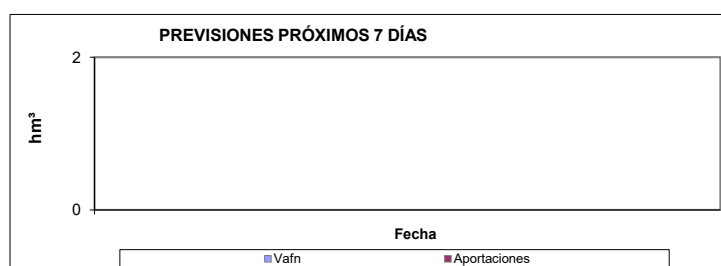 PREVISIONES PRÓXIMOS 7 DÍAS
2
hm³
0
Fecha
Vafn Aportaciones